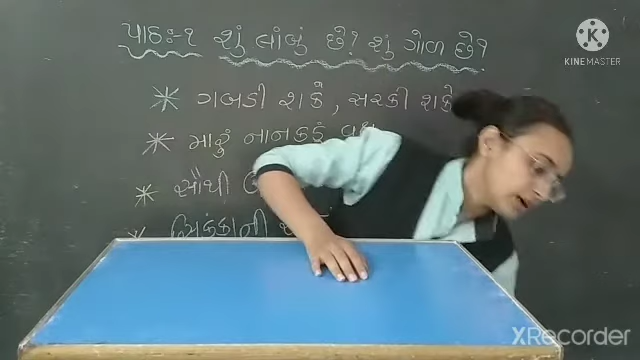 પાઠ:-૧ શું લાંબું છે? શું ગોળ છે?
* ગબડી શકે, સરકી શકે
* મારું નાનકડું
* સૌથી
* સિક્કાની
K
KINEMASTER
XRecorder